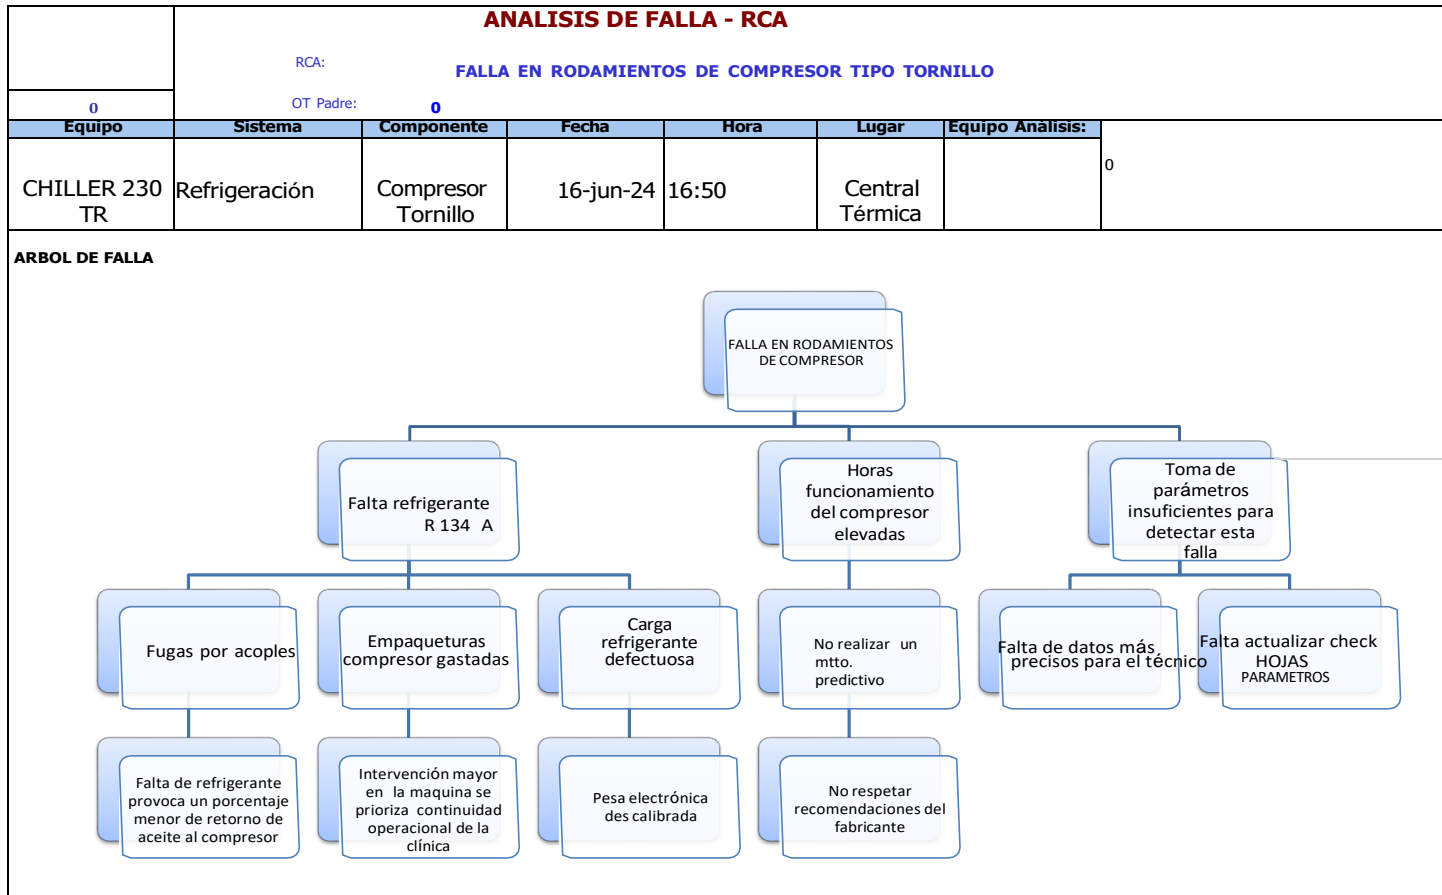 ANALISIS DE FALLA - RCA
RCA:
FALLA EN RODAMIENTOS DE COMPRESOR TIPO TORNILLO
0
OT Padre:
0
Equipo
Sistema
Componente
Fecha
Hora
Lugar
Equipo Análisis:
CHILLER 230
TR
Refrigeración
Compresor
Tornillo
16-jun-24
16:50
Central
Térmica
0
ARBOL DE FALLA
FALLA EN RODAMIENTOS
DE COMPRESOR
Falta refrigerante
R 134 A
Horas
funcionamiento
del compresor
elevadas
Toma de
parámetros
insuficientes para
detectar esta
falla
Fugas por acoples
Empaqueturas
compresor gastadas
Carga
refrigerante
defectuosa
No realizar un
mtto.
predictivo
Falta de datos más
precisos para el técnico
Falta actualizar check
HOJAS
PARAMETROS
Falta de refrigerante
provoca un porcentaje
menor de retorno de
aceite al compresor
Intervención mayor
en la maquina se
prioriza continuidad
operacional de la
clínica
Pesa electrónica
des calibrada
No respetar
recomendaciones del
fabricante